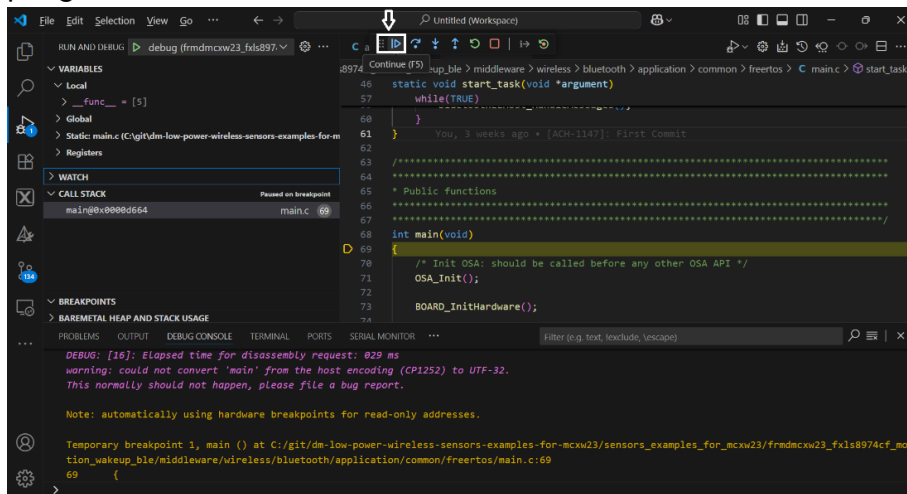 File Edit Selection View Go ··· Untitled (Workspace)
RUN AND DEBUG debug (frmdmcxw23_fxls897 ···
Continue (F5)
up_ble > middleware > wireless > bluetooth > application > common > freertos > C main.c > start_task
VARIABLES
Local
__func__ = [5]
Global
Static: main.c (C:\git\dm-low-power-wireless-sensors-examples-for-m
Registers
WATCH
CALL STACK Paused on breakpoint
main@0x0000d664 main.c 69
BREAKPOINTS
BAREMETAL HEAP AND STACK USAGE
1
134
46 static void start_task(void *argument)
57 while(TRUE)
60 }
61 } You, 3 weeks ago • [ACH-1147]: First Commit
62
63 /*******************************************************************************
64 ********************************************************************************
65 * Public functions
66 ********************************************************************************
67 *******************************************************************************/
68 int main(void)
69 {
70 /* Init OSA: should be called before any other OSA API */
71 OSA_Init();
72
73 BOARD_InitHardware();
74
PROBLEMS OUTPUT DEBUG CONSOLE TERMINAL PORTS SERIAL MONITOR ··· Filter (e.g. text, !exclude, \escape)
DEBUG: [16]: Elapsed time for disassembly request: 029 ms
warning: could not convert 'main' from the host encoding (CP1252) to UTF-32.
This normally should not happen, please file a bug report.
Note: automatically using hardware breakpoints for read-only addresses.
Temporary breakpoint 1, main () at C:/git/dm-low-power-wireless-sensors-examples-for-mcxw23/sensors_examples_for_mcxw23/frmdmcxw23_fxls8974cf_mo
tion_wakeup_ble/middleware/wireless/bluetooth/application/common/freertos/main.c:69
69 {
>